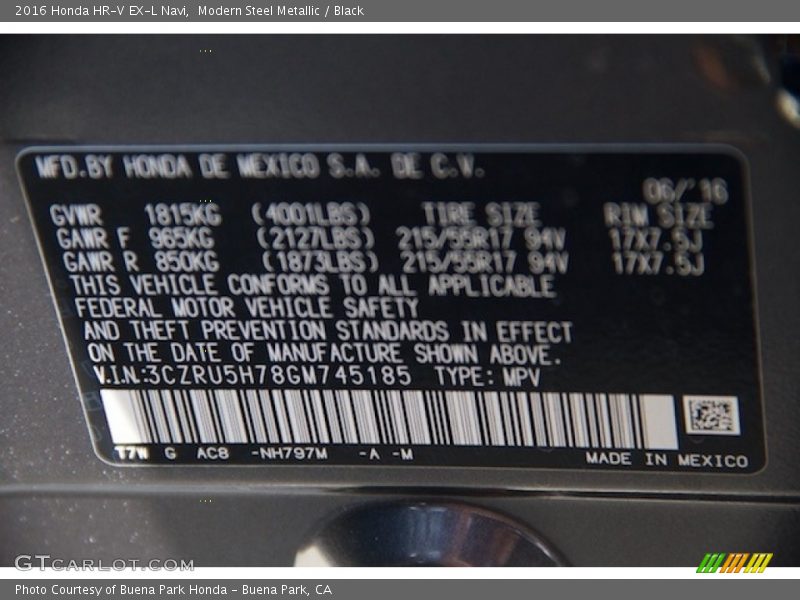 2016 Honda HR-V EX-L Navi,  Modern Steel Metallic / Black
MFD.BY HONDA DE MEXICO S.A. DE C.V.
06/'16
GVWR 1815KG (4001LBS) TIRE SIZE RIM SIZE
GAWR F 965KG (2127LBS) 215/55R17 94V 17X7.5J
GAWR R 850KG (1873LBS) 215/55R17 94V 17X7.5J
THIS VEHICLE CONFORMS TO ALL APPLICABLE
FEDERAL MOTOR VEHICLE SAFETY
AND THEFT PREVENTION STANDARDS IN EFFECT
ON THE DATE OF MANUFACTURE SHOWN ABOVE.
V.I.N:3CZRU5H78GM745185 TYPE: MPV
T7W G AC8 -NH797M -A -M MADE IN MEXICO
GTCARLOT.COM
Photo Courtesy of Buena Park Honda - Buena Park, CA